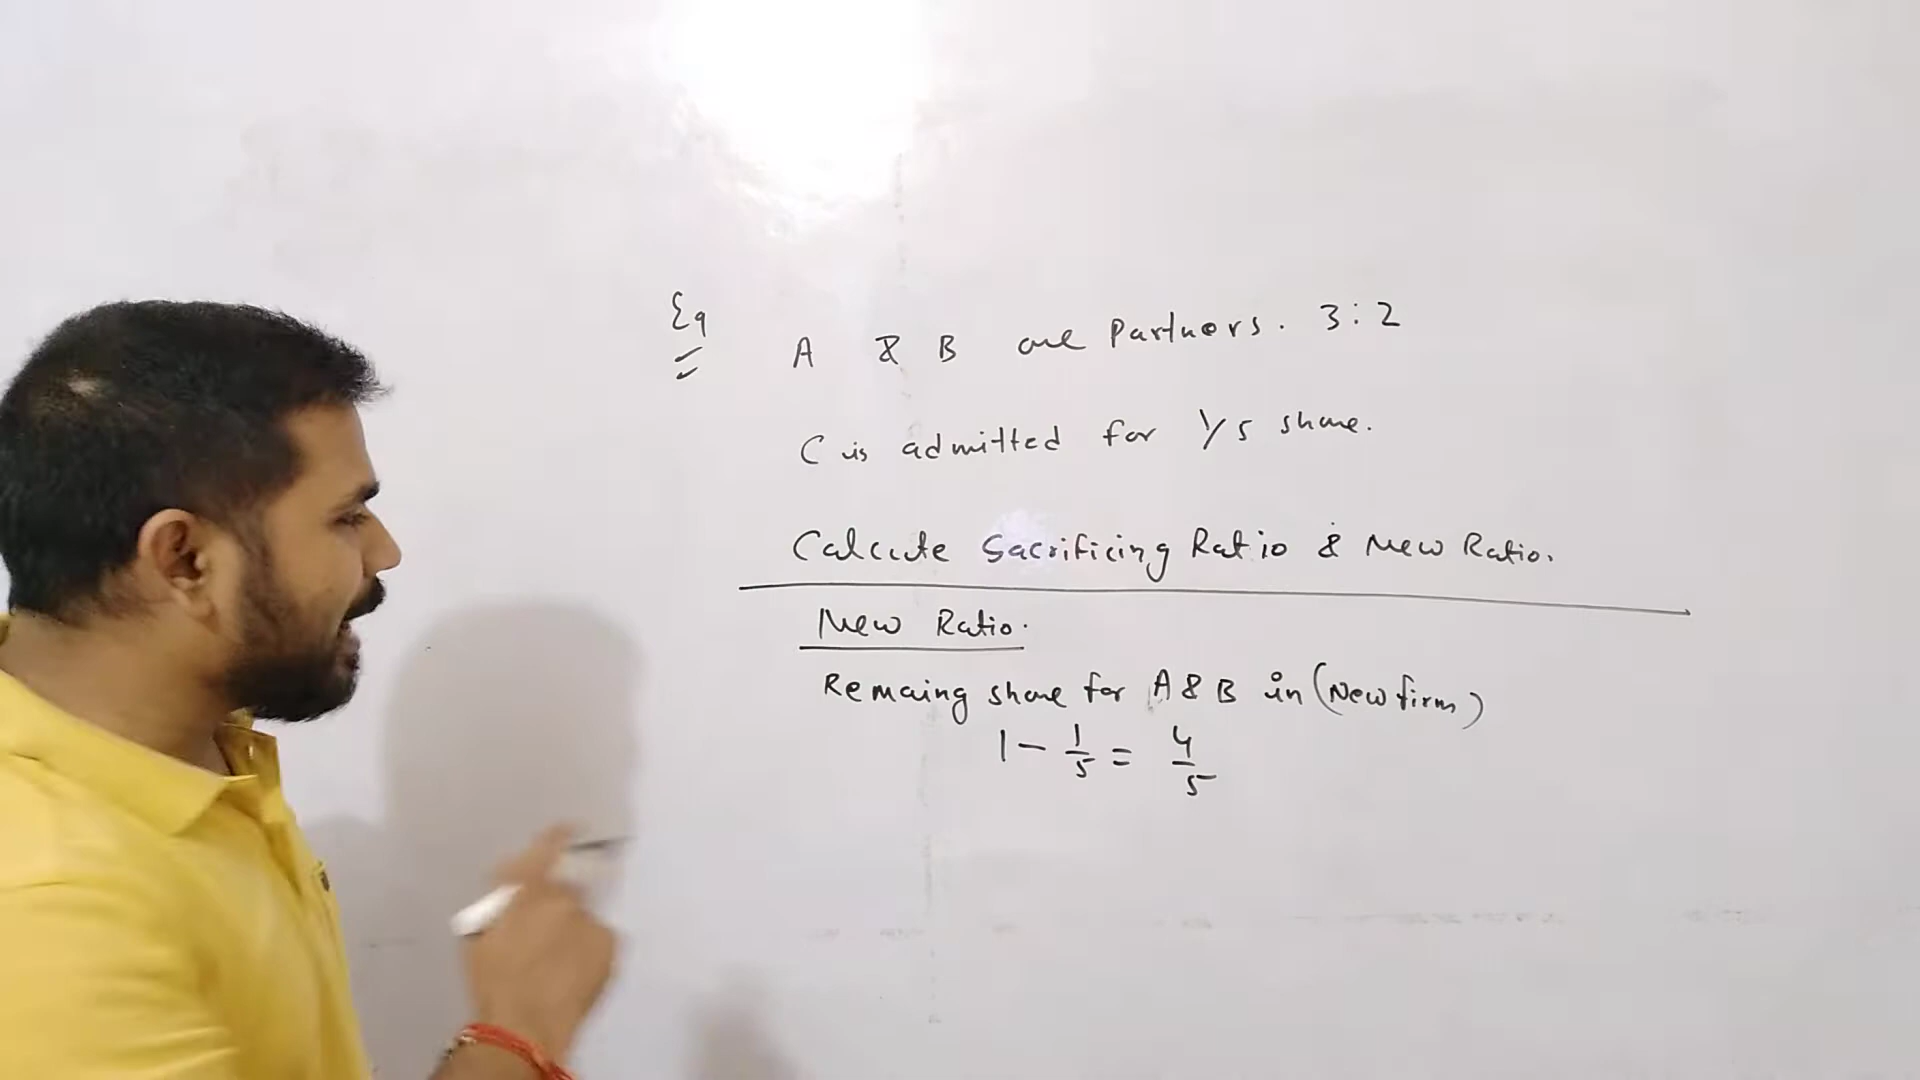 Eg
A & B are Partners. 3:2
C is admitted for 1/5 share.
Calcute Sacrificing Ratio & New Ratio.
New Ratio.
Remaing share for A & B in (New firm)
1 - 1/5 = 4/5